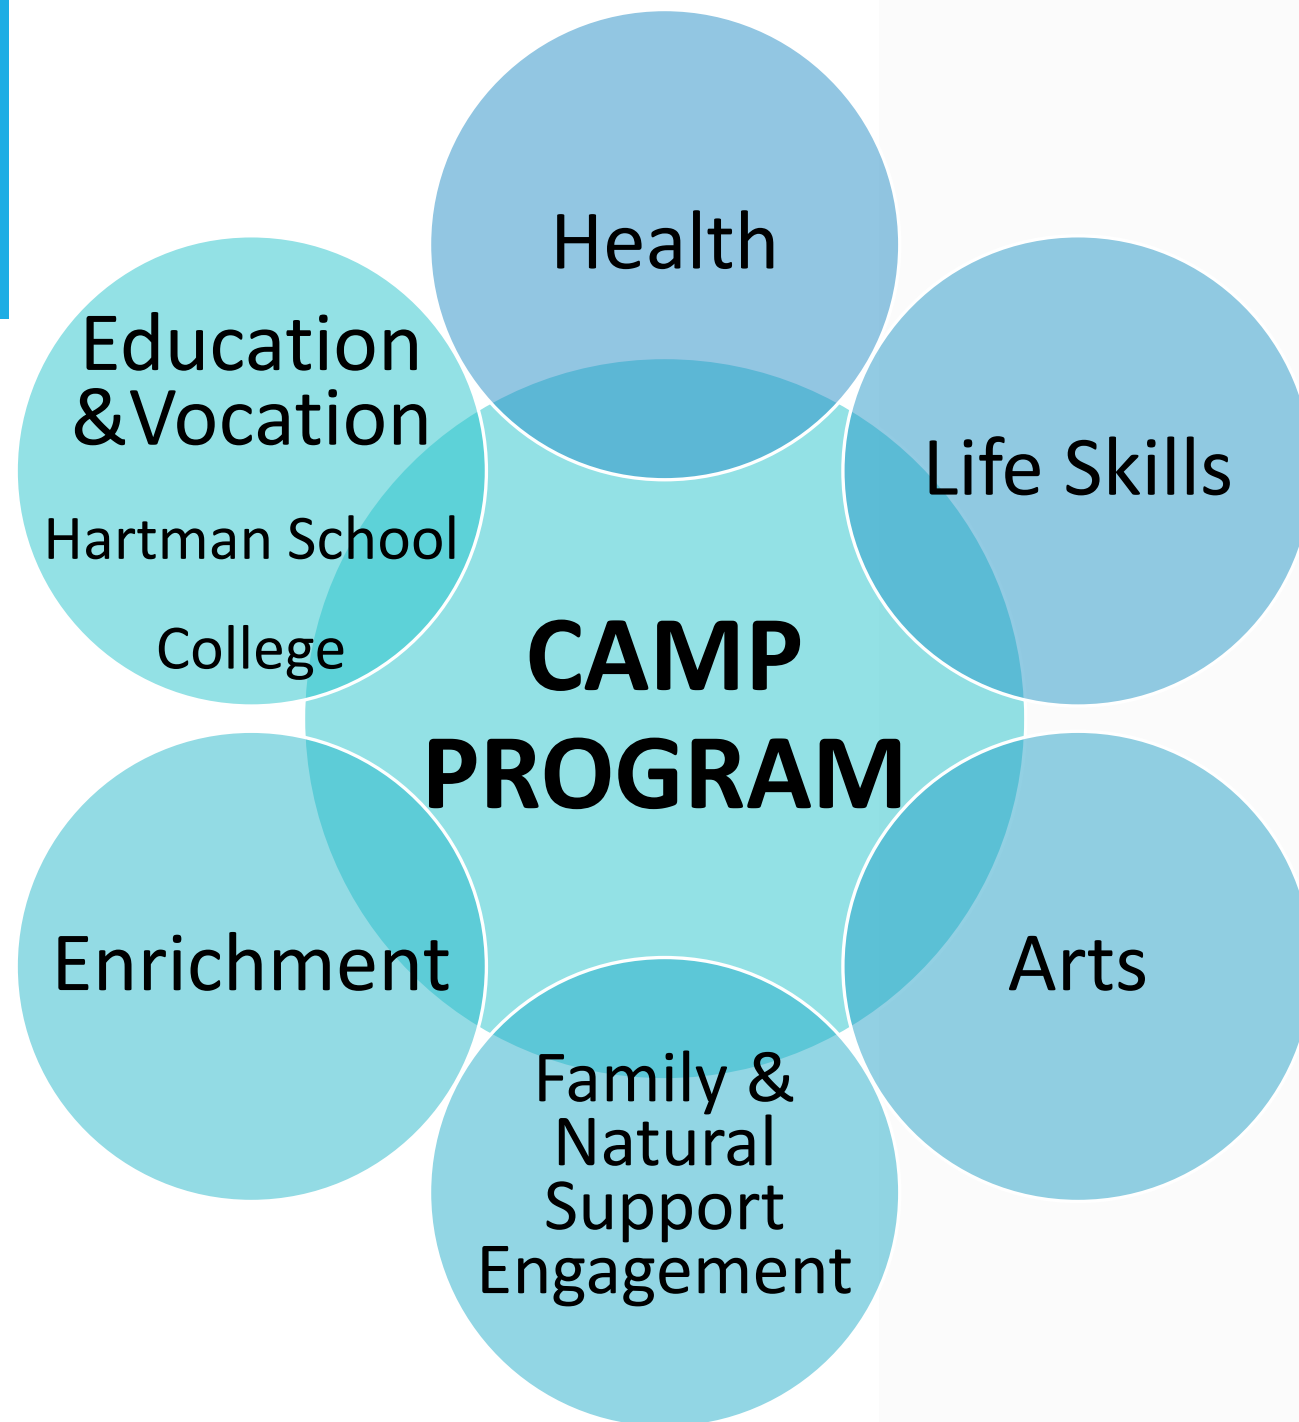 Health
Education
&Vocation
Hartman School
College
Life Skills
CAMP
PROGRAM
Enrichment
Arts
Family &
Natural
Support
Engagement